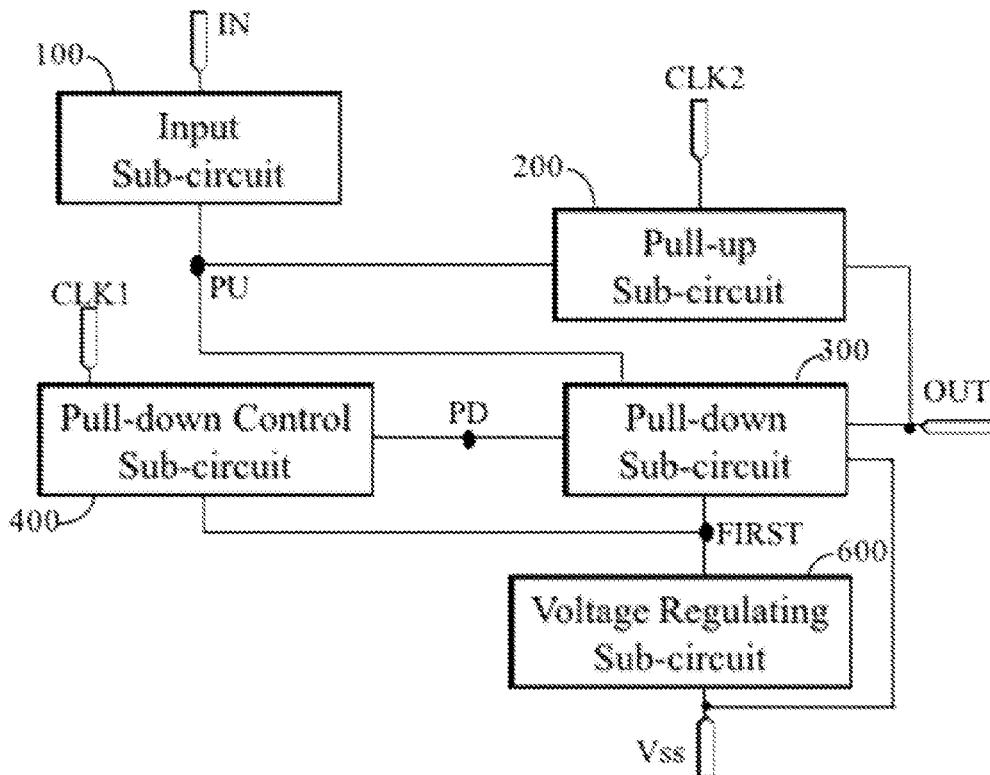 IN
100
Input
Sub-circuit
CLK2
200
Pull-up
Sub-circuit
PU
CLK1
300
OUT
Pull-down Control
Sub-circuit
PD
Pull-down
Sub-circuit
400
FIRST
600
Voltage Regulating
Sub-circuit
Vss